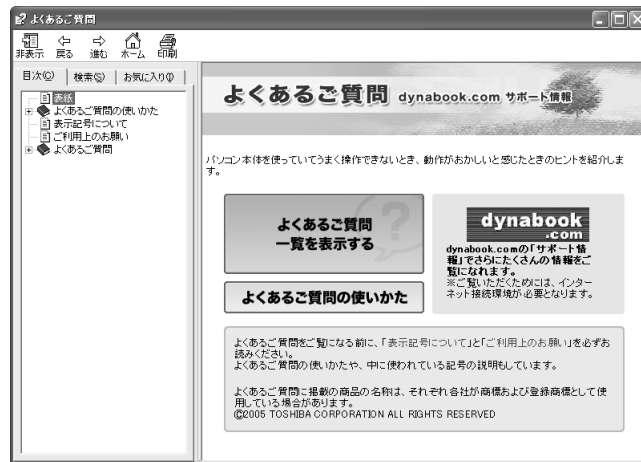 よくあるご質問
非表示 戻る 進む ホーム 印刷
目次(C) 検索(S) お気に入り(I)
表紙
よくあるご質問の使いかた
表示記号について
ご利用上のお願い
よくあるご質問
よくあるご質問 dynabook.com サポート情報
パソコン本体を使っていてうまく操作できないとき、動作がおかしいと感じたときのヒントを紹介しま
す。
よくあるご質問
一覧を表示する
よくあるご質問の使いかた
dynabook
.com
dynabook.comの「サポート情
報」でさらにたくさんの情報をご
覧になれます。
※ご覧いただくためには、インター
ネット接続環境が必要となります。
よくあるご質問をご覧になる前に、「表示記号について」と「ご利用上のお願い」を必ずお
読みください。
よくあるご質問の使いかたや、中に使われている記号の説明もしています。
よくあるご質問に掲載の商品の名称は、それぞれ各社が商標および登録商標として使
用している場合があります。
©2005 TOSHIBA CORPORATION ALL RIGHTS RESERVED